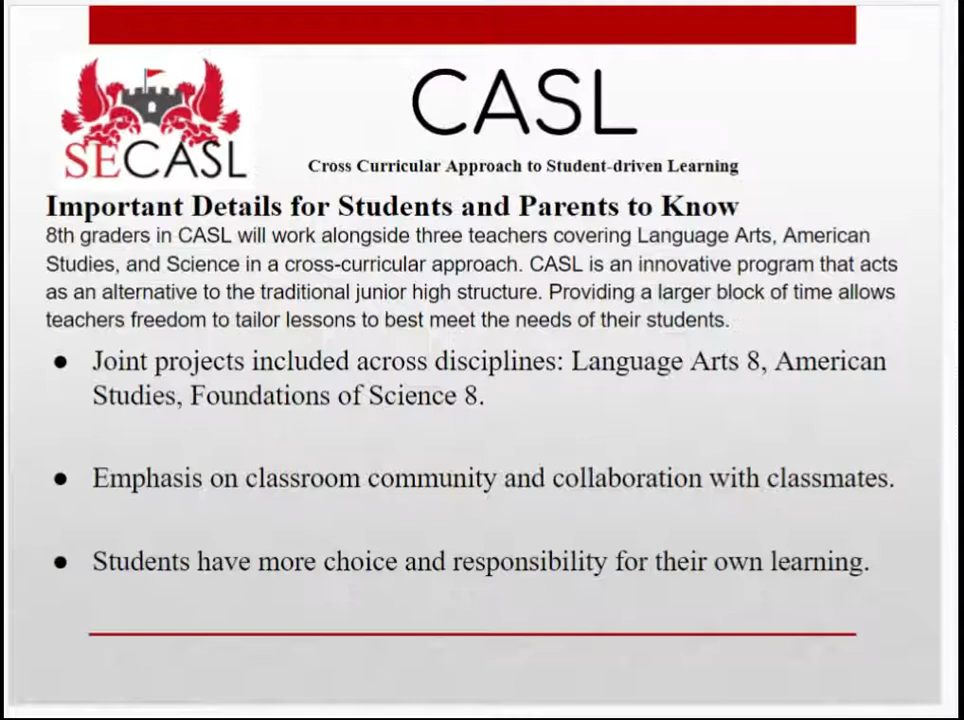 SECASL
CASL
Cross Curricular Approach to Student-driven Learning
Important Details for Students and Parents to Know
8th graders in CASL will work alongside three teachers covering Language Arts, American
Studies, and Science in a cross-curricular approach. CASL is an innovative program that acts
as an alternative to the traditional junior high structure. Providing a larger block of time allows
teachers freedom to tailor lessons to best meet the needs of their students.
● Joint projects included across disciplines: Language Arts 8, American
Studies, Foundations of Science 8.
● Emphasis on classroom community and collaboration with classmates.
● Students have more choice and responsibility for their own learning.